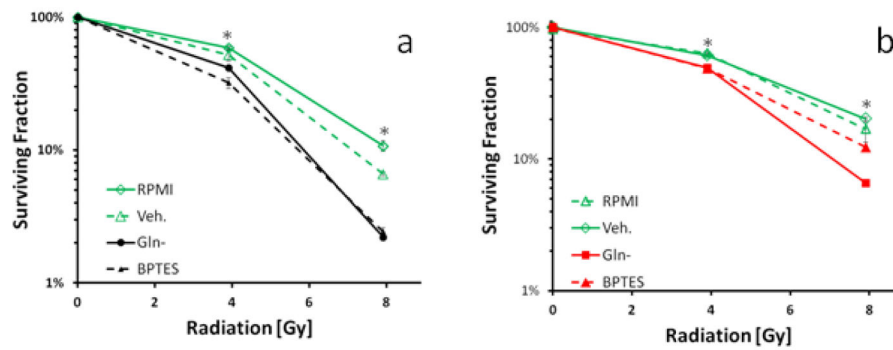 a
100%
*
*
10%
1%
Surviving Fraction
RPMI
Veh.
Gln-
BPTES
0 2 4 6 8
Radiation [Gy]
b
100%
*
*
10%
1%
Surviving Fraction
RPMI
Veh.
Gln-
BPTES
0 2 4 6 8
Radiation [Gy]